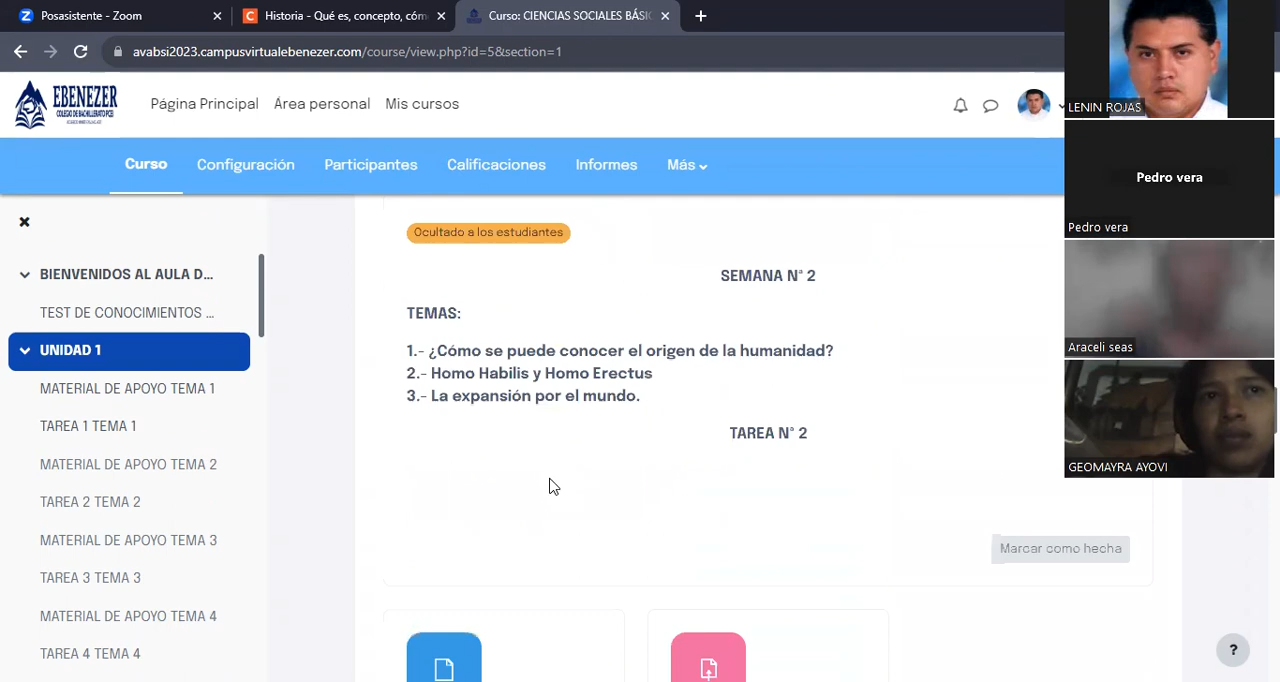 Posasistente - Zoom
Historia - Qué es, concepto, cóm
Curso: CIENCIAS SOCIALES BÁSIC
avabsi2023.campusvirtualebenezer.com/course/view.php?id=5&section=1
EBENEZER
COLEGIO DE BACHILLERATO PCEI
Página Principal
Área personal
Mis cursos
Curso
Configuración
Participantes
Calificaciones
Informes
Más
BIENVENIDOS AL AULA D...
TEST DE CONOCIMIENTOS ...
UNIDAD 1
MATERIAL DE APOYO TEMA 1
TAREA 1 TEMA 1
MATERIAL DE APOYO TEMA 2
TAREA 2 TEMA 2
MATERIAL DE APOYO TEMA 3
TAREA 3 TEMA 3
MATERIAL DE APOYO TEMA 4
TAREA 4 TEMA 4
Ocultado a los estudiantes
SEMANA N° 2
TEMAS:
1.- ¿Cómo se puede conocer el origen de la humanidad?
2.- Homo Habilis y Homo Erectus
3.- La expansión por el mundo.
TAREA N° 2
Marcar como hecha
?
LENIN ROJAS
Pedro vera
Pedro vera
Araceli seas
GEOMAYRA AYOVI